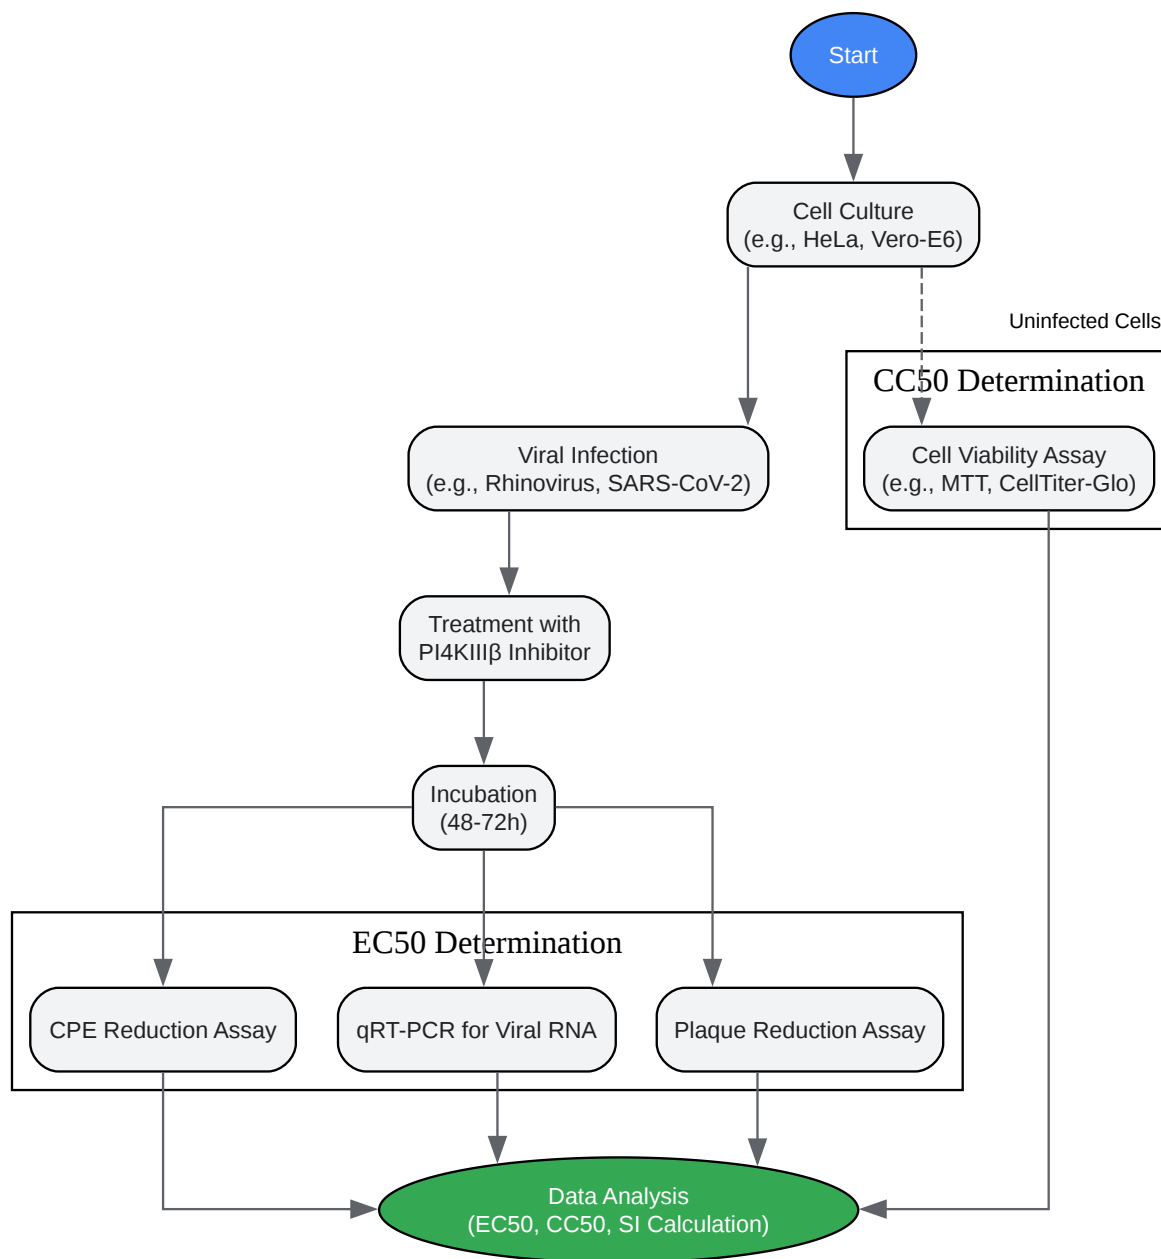 Start
Cell Culture
(e.g., HeLa, Vero-E6)
Uninfected Cells
CC50 Determination
Viral Infection
(e.g., Rhinovirus, SARS-CoV-2)
Cell Viability Assay
(e.g., MTT, CellTiter-Glo)
Treatment with
PI4KIIIβ Inhibitor
Incubation
(48-72h)
EC50 Determination
CPE Reduction Assay
qRT-PCR for Viral RNA
Plaque Reduction Assay
Data Analysis
(EC50, CC50, SI Calculation)